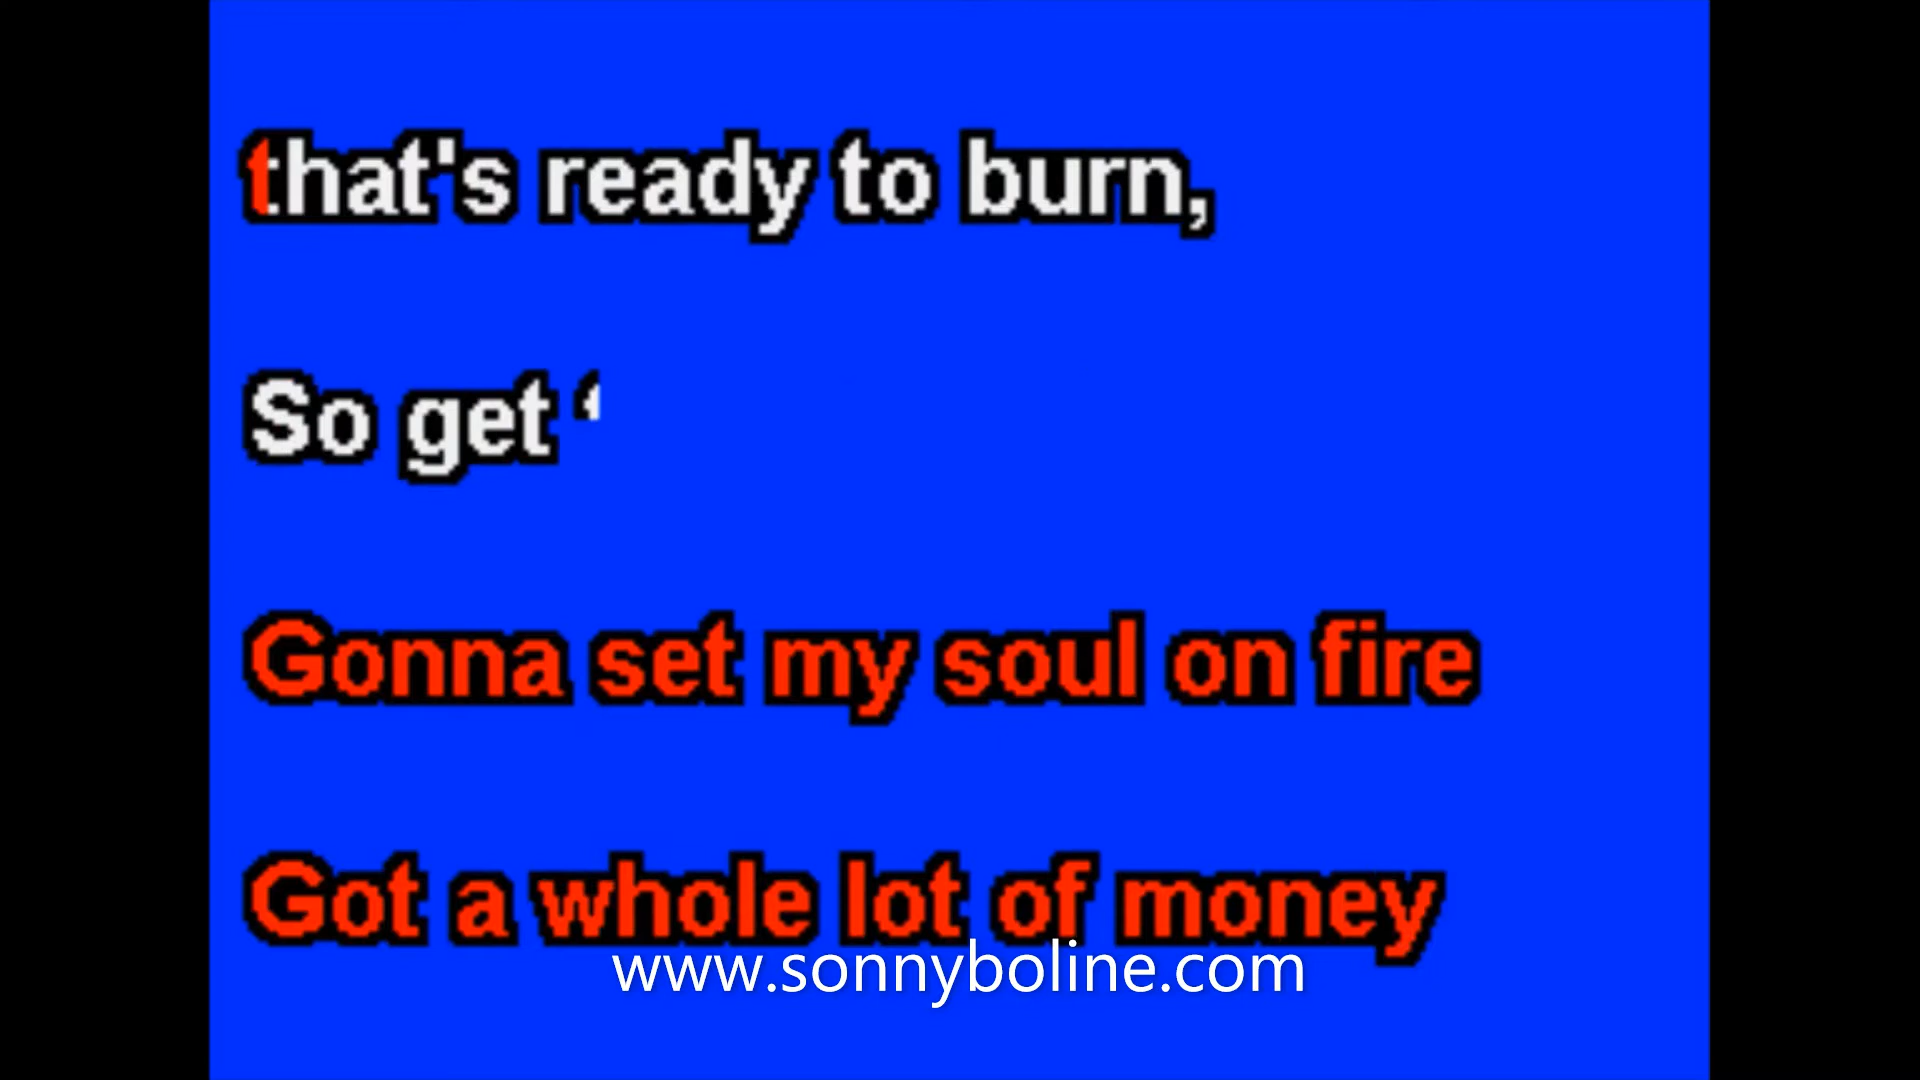 that's ready to burn,
So get ‘
Gonna set my soul on fire
Got a whole lot of money
www.sonnyboline.com